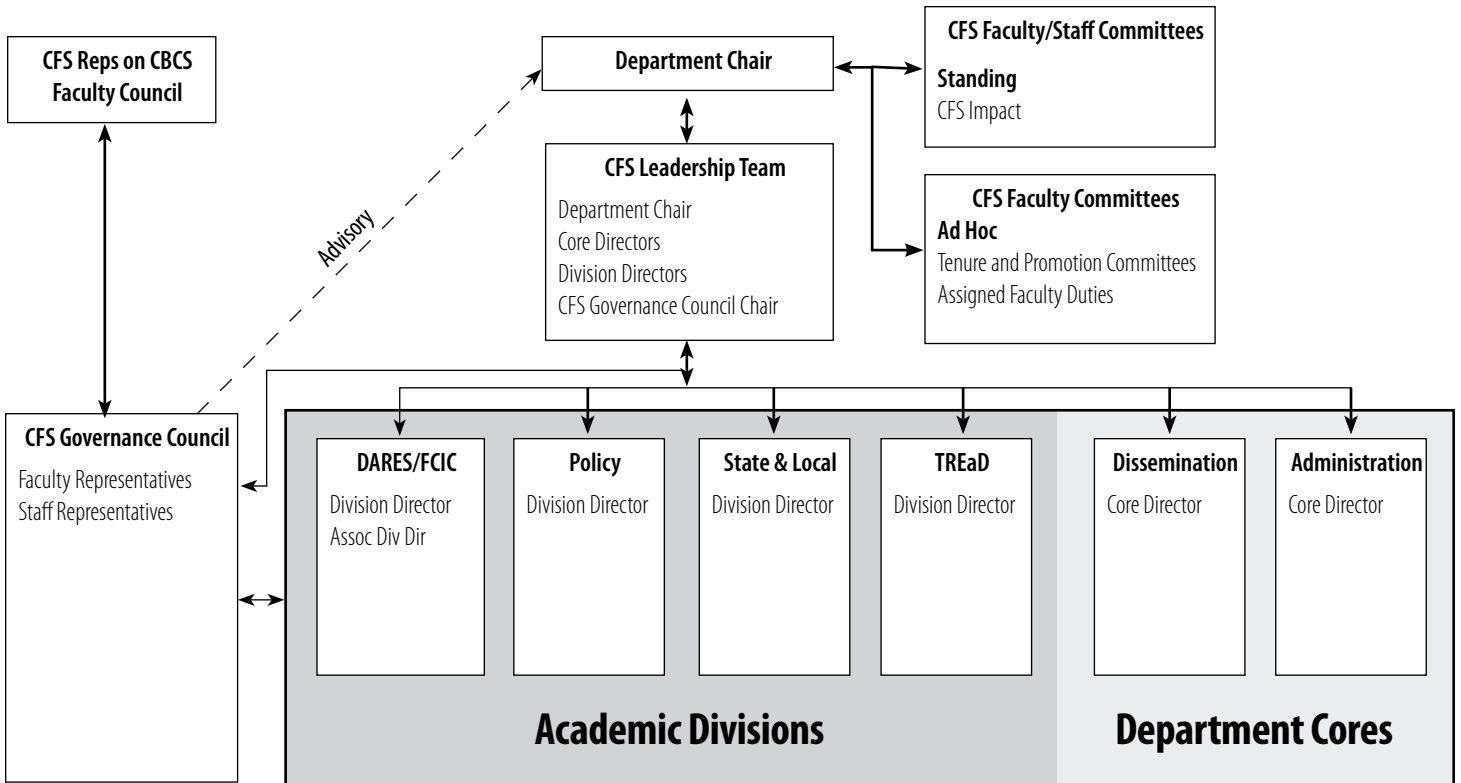 CFS Reps on CBCS
Faculty Council
Department Chair
CFS Faculty/Staff Committees
Standing
CFS Impact
CFS Leadership Team
Department Chair
Core Directors
Division Directors
CFS Governance Council Chair
CFS Faculty Committees
Ad Hoc
Tenure and Promotion Committees
Assigned Faculty Duties
Advisory
CFS Governance Council
Faculty Representatives
Staff Representatives
DARES/FCIC
Division Director
Assoc Div Dir
Policy
Division Director
State & Local
Division Director
TREaD
Division Director
Dissemination
Core Director
Administration
Core Director
Academic Divisions
Department Cores